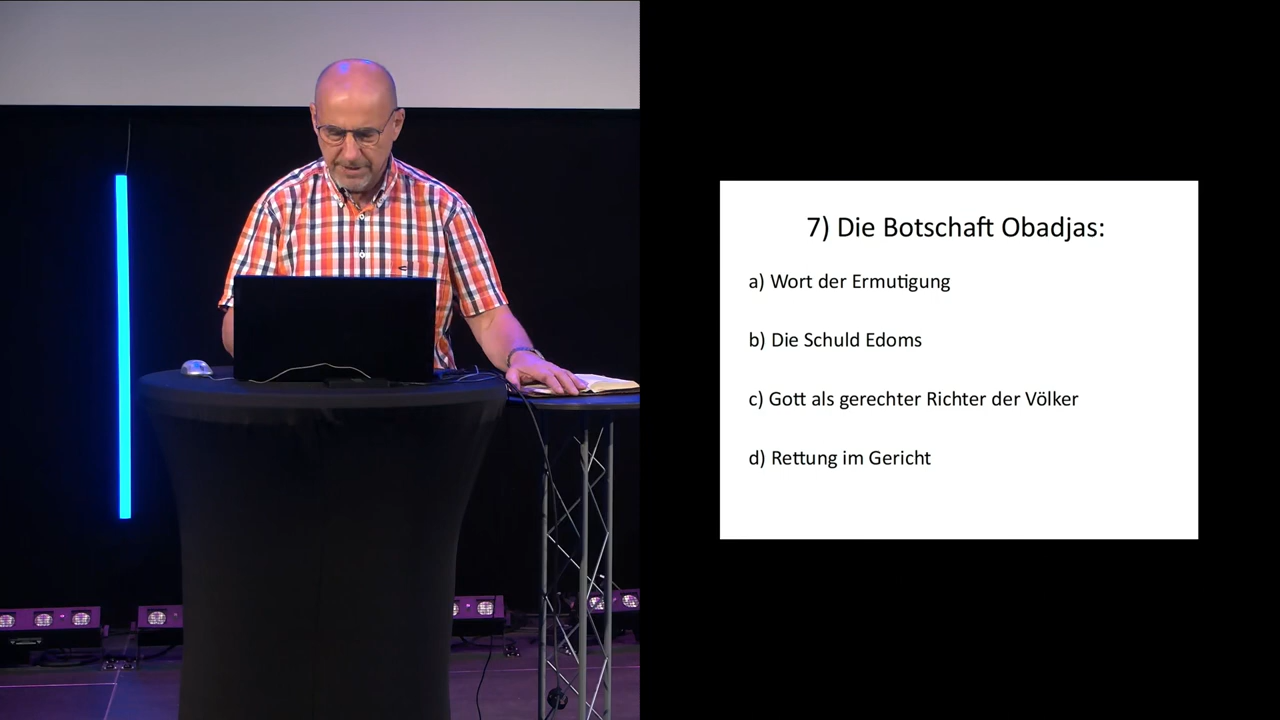 7) Die Botschaft Obadjas:
a) Wort der Ermutigung
b) Die Schuld Edoms
c) Gott als gerechter Richter der Völker
d) Rettung im Gericht